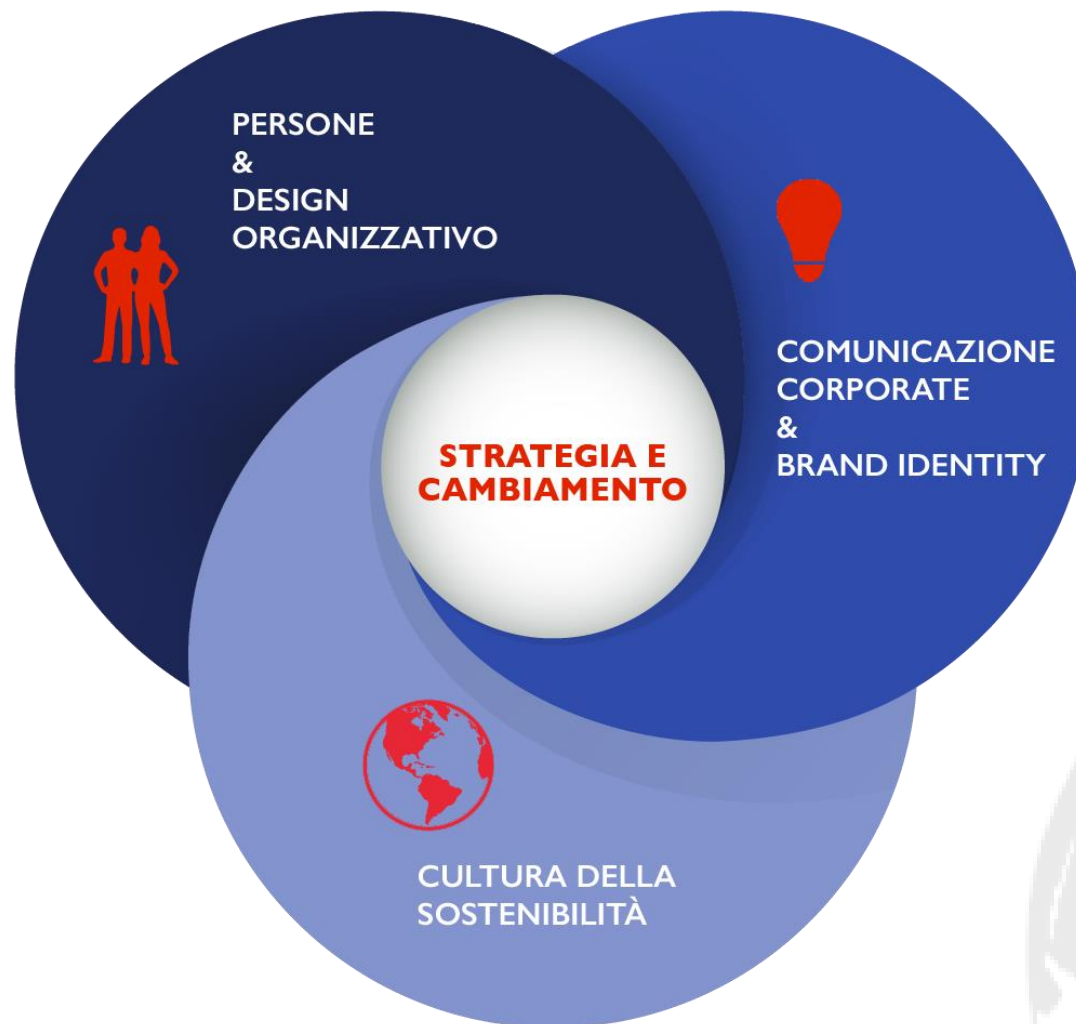 PERSONE
&
DESIGN
ORGANIZZATIVO
COMUNICAZIONE
CORPORATE
&
BRAND IDENTITY
STRATEGIA E
CAMBIAMENTO
CULTURA DELLA
SOSTENIBILITÀ